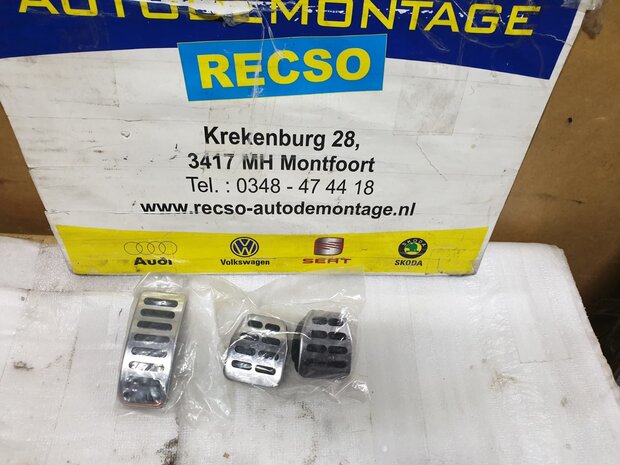 AUTODEMONTAGE
RECSO
Krekenburg 28,
3417 MH Montfoort
Tel. : 0348 - 47 44 18
www.recso-autodemontage.nl
Audi
Volkswagen
SEAT
SKODA